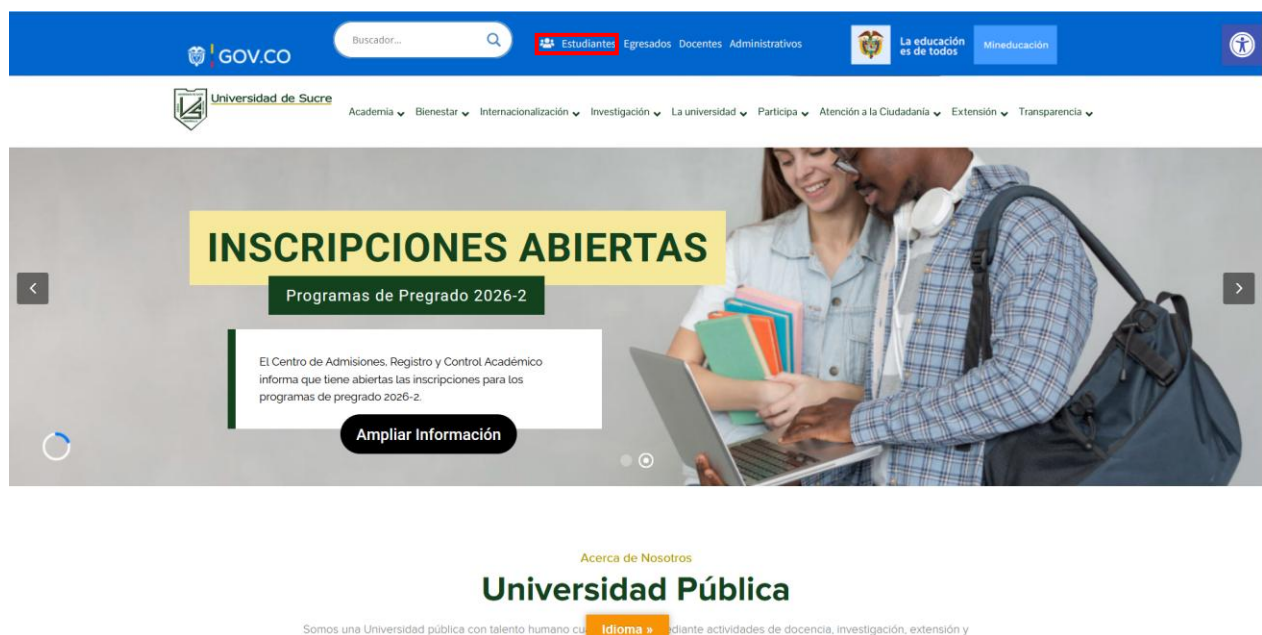 GOV.CO
Buscador...
Estudiantes Egresados Docentes Administrativos
La educación
es de todos
Mineducación
Universidad de Sucre
Academia Bienestar Internacionalización Investigación La universidad Participa Atención a la Ciudadanía Extensión Transparencia
INSCRIPCIONES ABIERTAS
Programas de Pregrado 2026-2
El Centro de Admisiones, Registro y Control Académico
informa que tiene abiertas las inscripciones para los
programas de pregrado 2026-2.
Ampliar Información
Acerca de Nosotros
Universidad Pública
Somos una Universidad pública con talento humano
Idioma »
actividades de docencia, investigación, extensión y